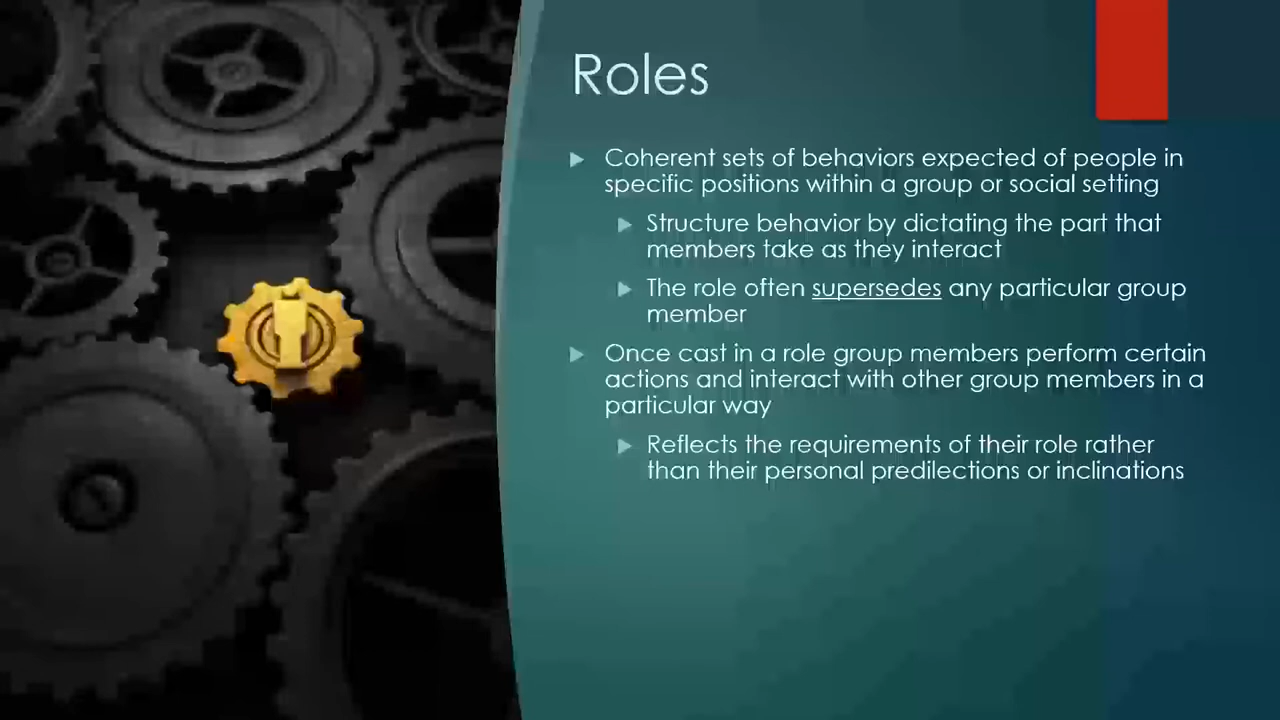 Roles
Coherent sets of behaviors expected of people in
specific positions within a group or social setting
Structure behavior by dictating the part that
members take as they interact
The role often supersedes any particular group
member
Once cast in a role group members perform certain
actions and interact with other group members in a
particular way
Reflects the requirements of their role rather
than their personal predilections or inclinations